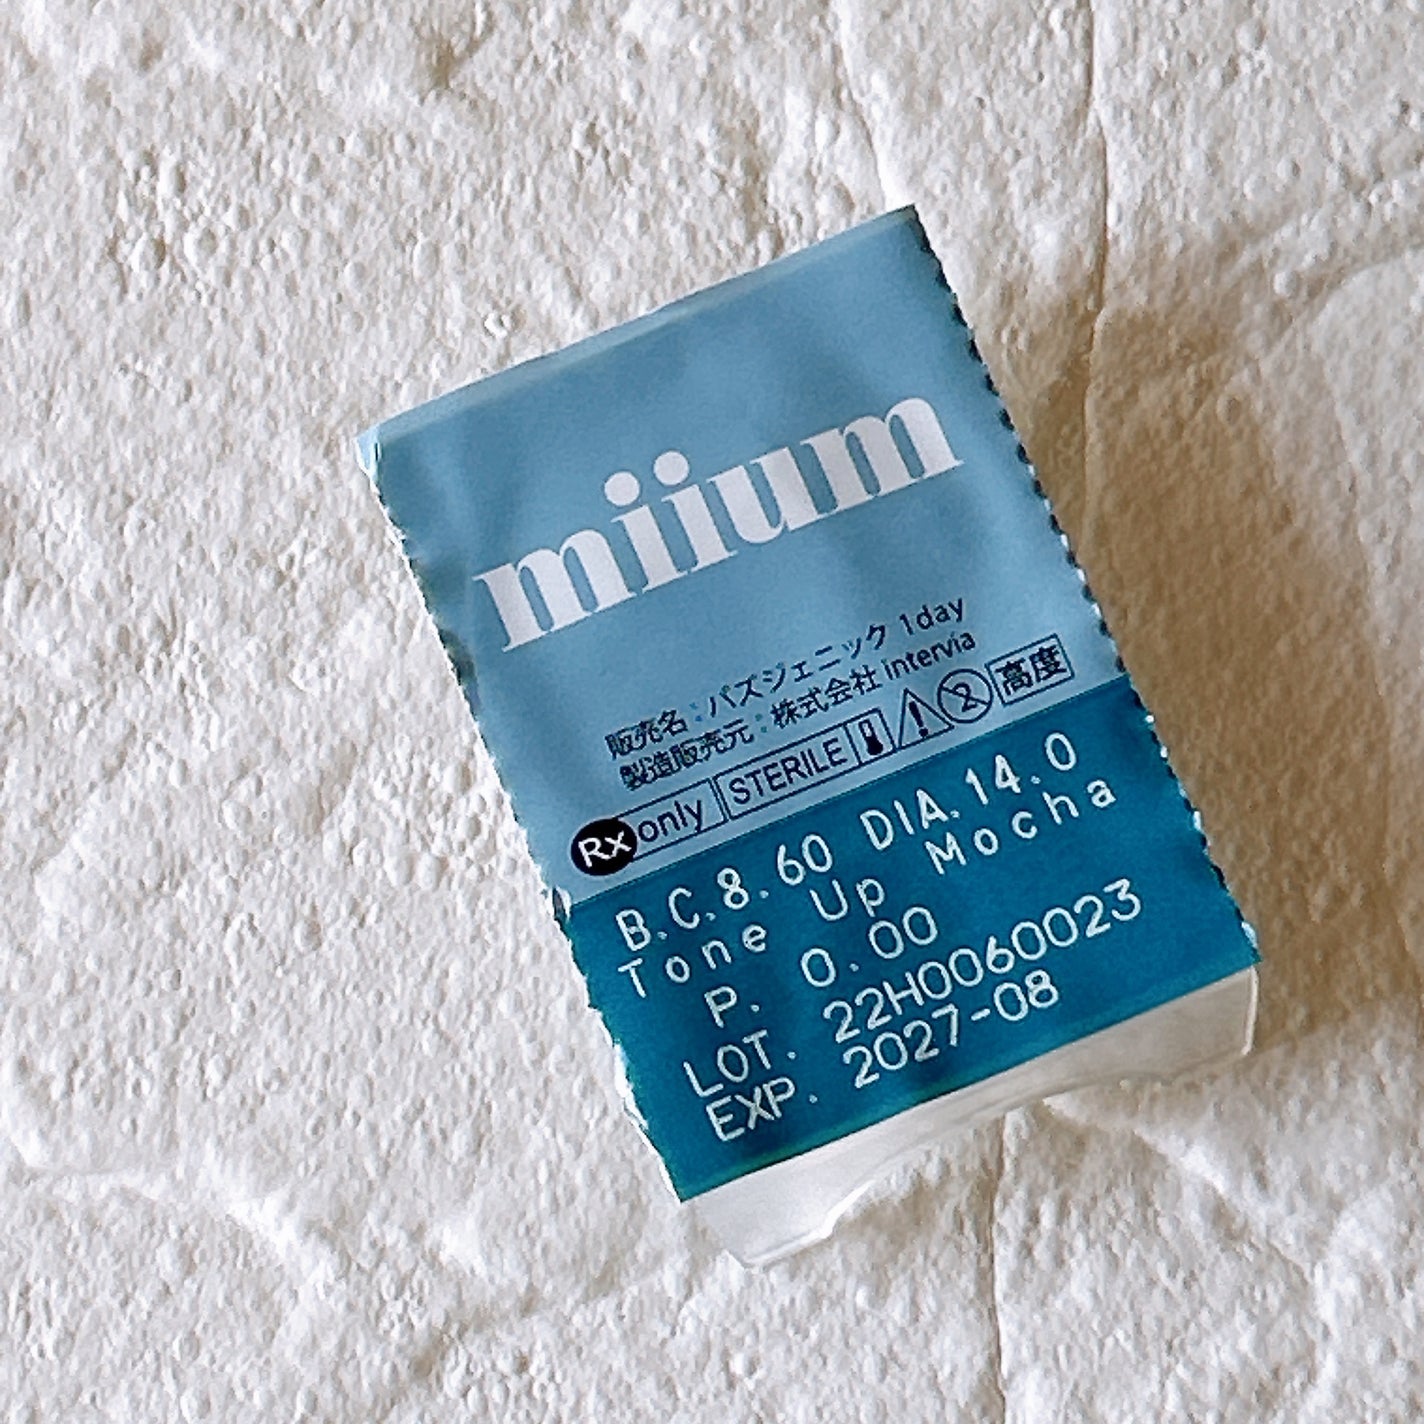 miium
販売名：パズジェニック 1day
製造販売元：株式会社 intervia
Rx only STERILE 2 高度
B.C.8.60 DIA.14.0
Tone Up Mocha
P. 0.00
LOT. 22H0060023
EXP. 2027-08